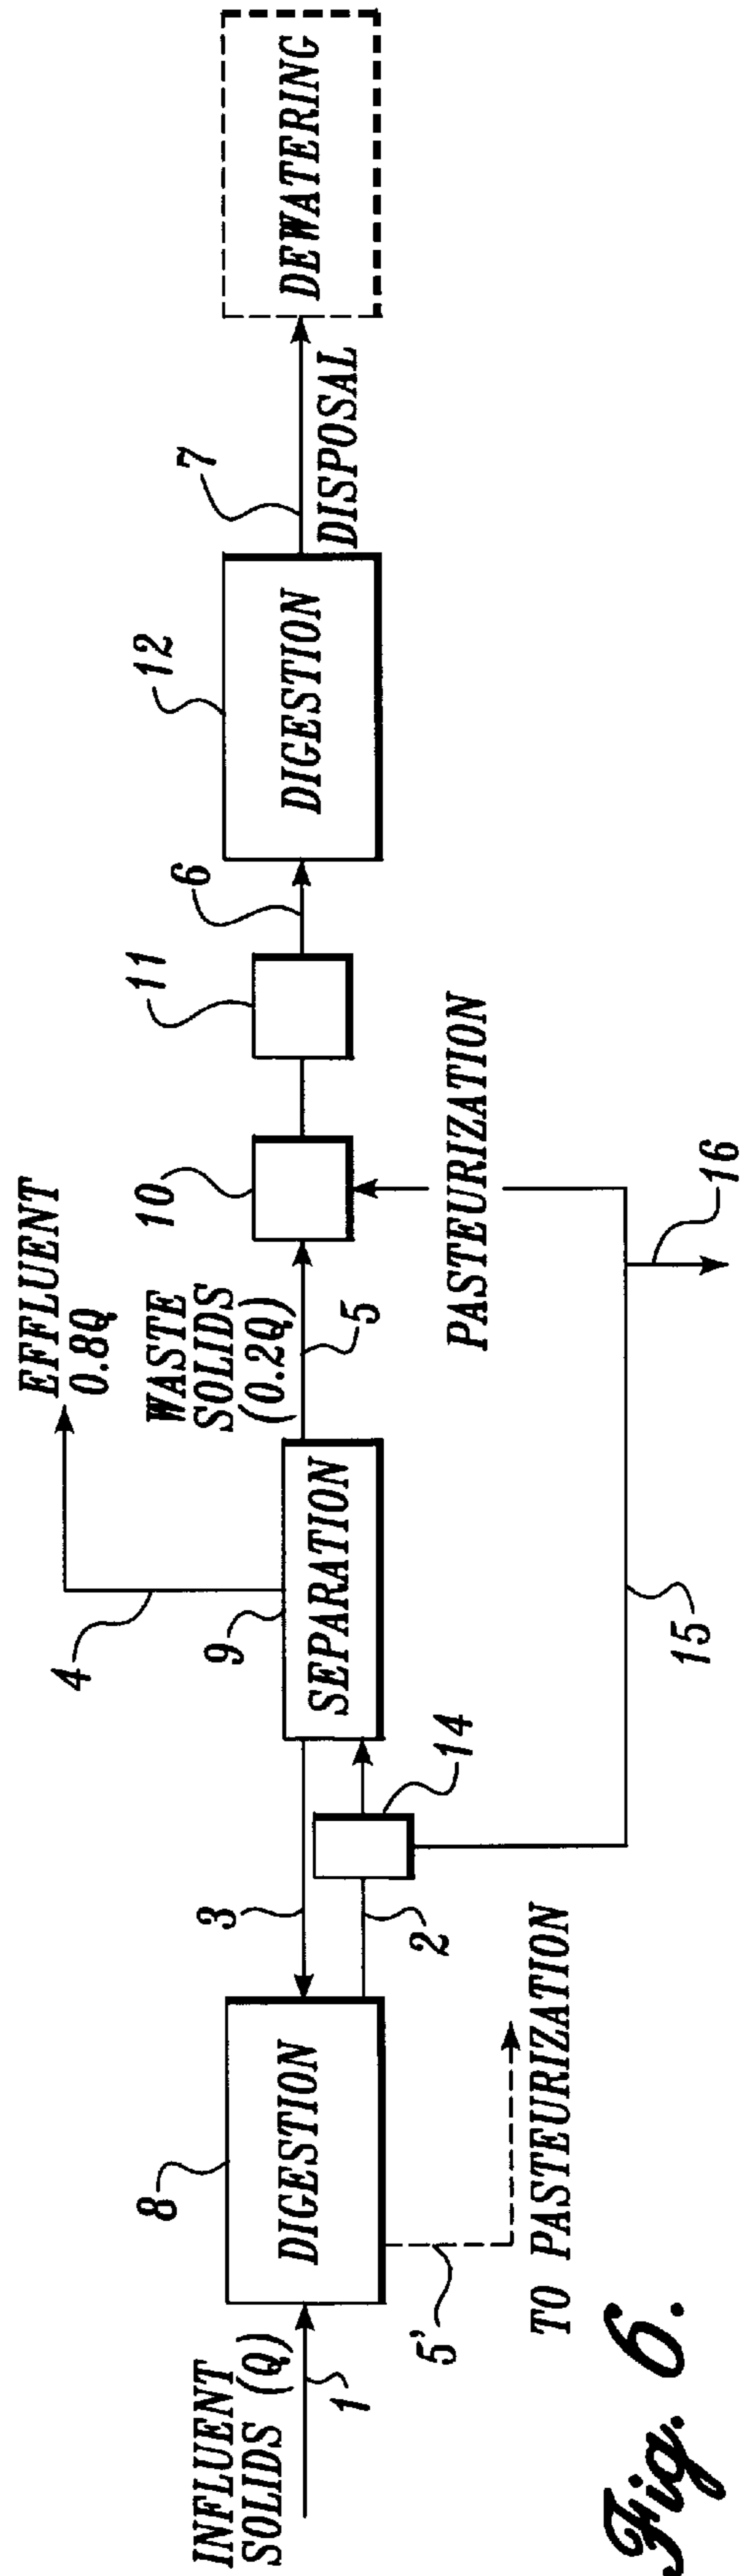 INFLUENT
SOLIDS (Q)
1
8
DIGESTION
5'
TO PASTEURIZATION
3
2
14
4
9
SEPARATION
EFFLUENT
0.8Q
WASTE
SOLIDS
(0.2Q)
5
10
11
PASTEURIZATION
15
16
6
12
DIGESTION
7
DISPOSAL
DEWATERING
Fig. 6.